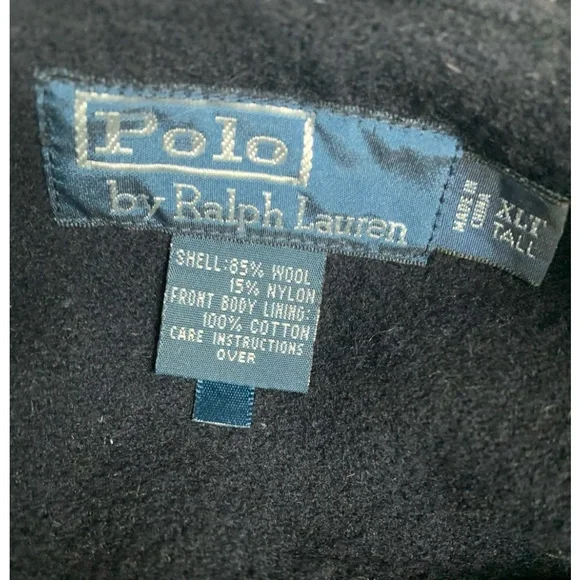 Polo
by Ralph Lauren
MADE IN
CHINA
XLT
TALL
SHELL: 85% WOOL
15% NYLON
FRONT BODY LINING:
100% COTTON
CARE INSTRUCTIONS
OVER